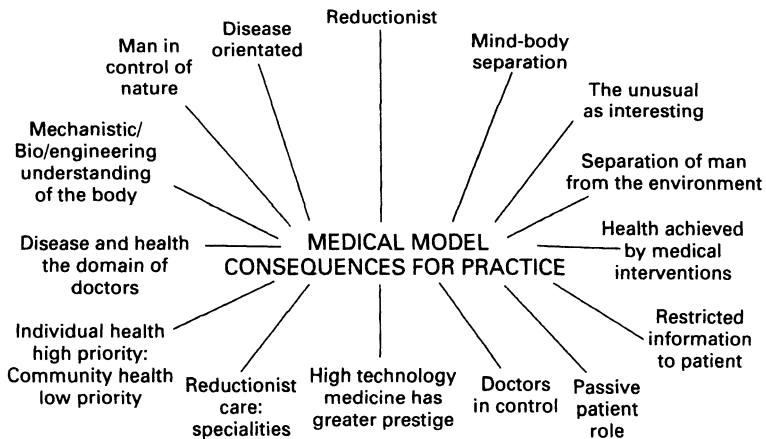 Reductionist
Disease
orientated
Man in
control of
nature
Mind-body
separation
The unusual
as interesting
Mechanistic/
Bio/engineering
understanding
of the body
Separation of man
from the environment
Disease and health
the domain of
doctors
MEDICAL MODEL
CONSEQUENCES FOR PRACTICE
Health achieved
by medical
interventions
Individual health
high priority:
Community health
low priority
Reductionist
care:
specialities
High technology
medicine has
greater prestige
Doctors
in control
Passive
patient
role
Restricted
information
to patient